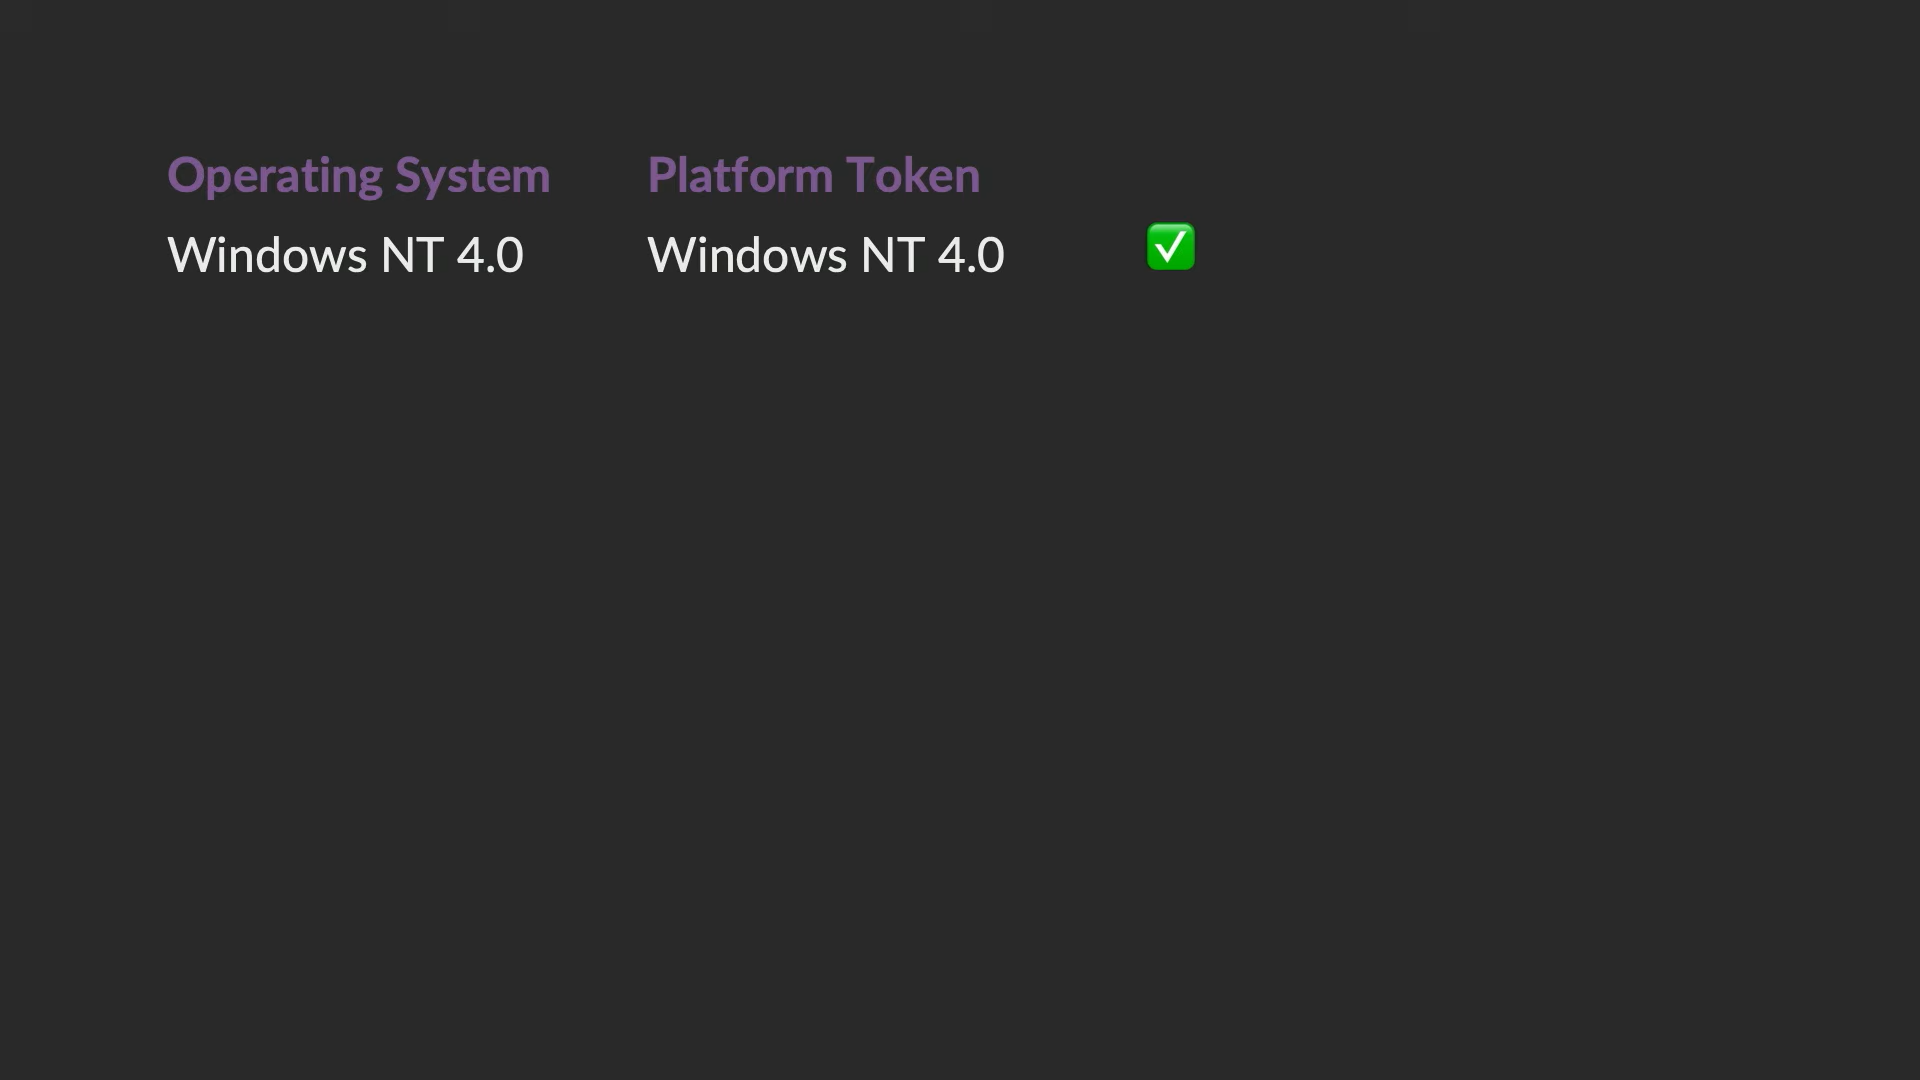 Operating System Platform Token
Windows NT 4.0 Windows NT 4.0 ✅